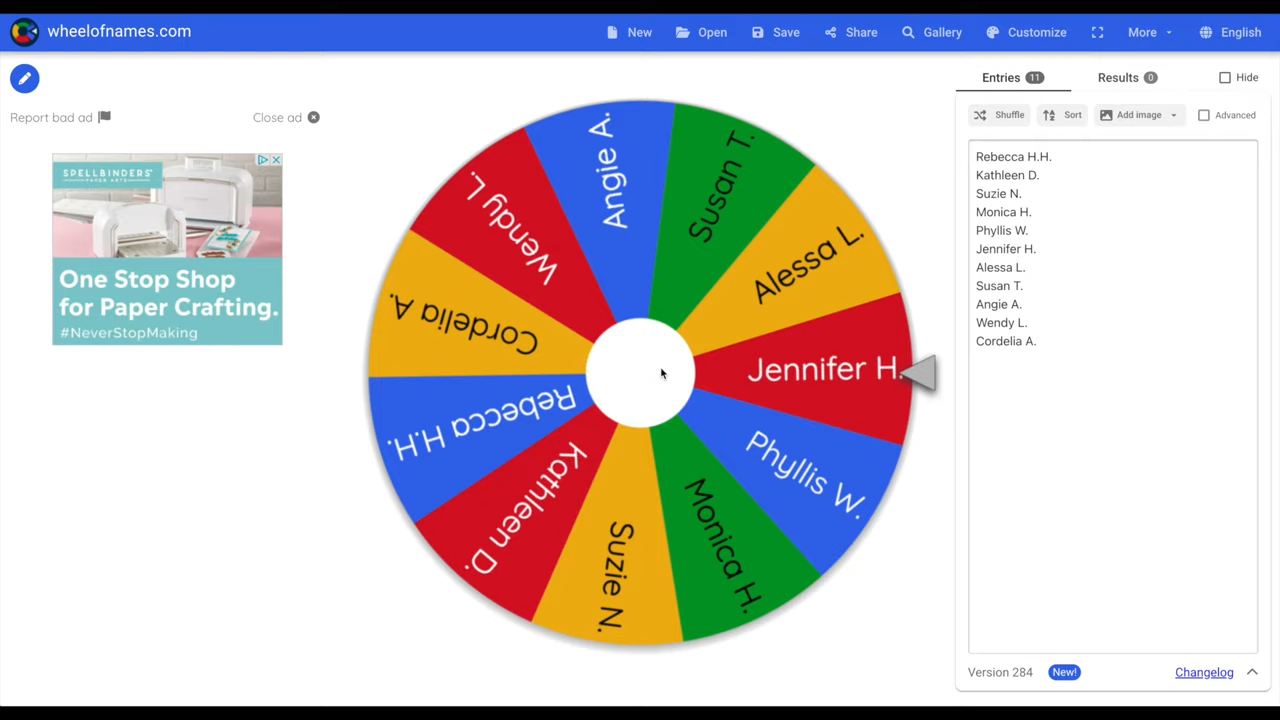 wheelofnames.com
New
Open
Save
Share
Gallery
Customize
More
English
Report bad ad
Close ad
SPELLBINDERS
PAPER ARTS
One Stop Shop
for Paper Crafting.
#NeverStopMaking
Angie A.
Susan T.
Alessa L.
Jennifer H.
Phyllis W.
Monica H.
Suzie N.
Kathleen D.
Rebecca H.H.
Cordelia A.
Wendy L.
Entries 11
Results 0
Hide
Shuffle
Sort
Add image
Advanced
Rebecca H.H.
Kathleen D.
Suzie N.
Monica H.
Phyllis W.
Jennifer H.
Alessa L.
Susan T.
Angie A.
Wendy L.
Cordelia A.
Version 284
New!
Changelog